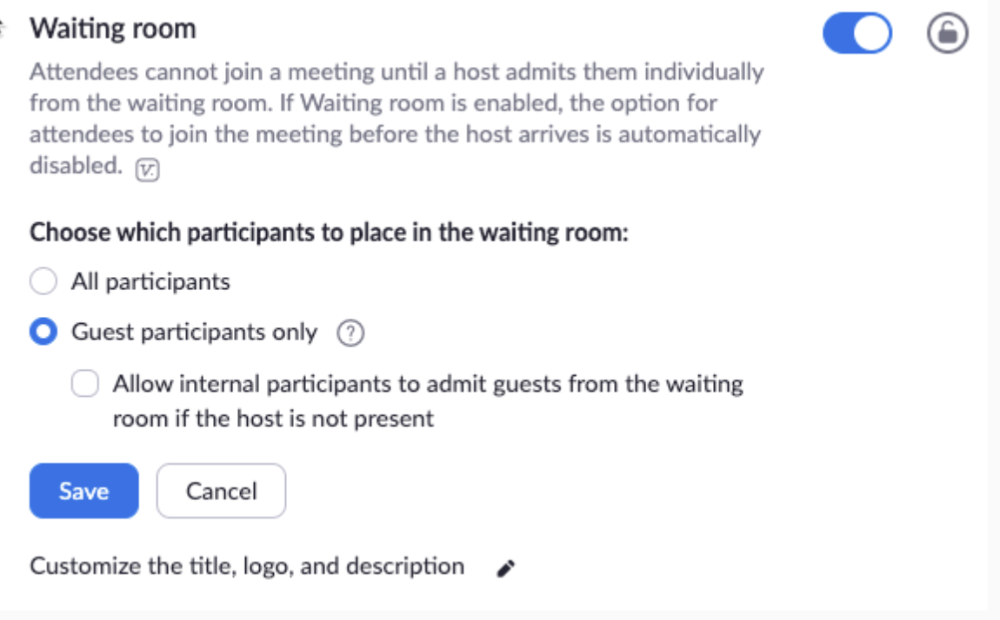 Waiting room
Attendees cannot join a meeting until a host admits them individually
from the waiting room. If Waiting room is enabled, the option for
attendees to join the meeting before the host arrives is automatically
disabled. v:
Choose which participants to place in the waiting room:
All participants
Guest participants only ?
Allow internal participants to admit guests from the waiting
room if the host is not present
Save Cancel
Customize the title, logo, and description